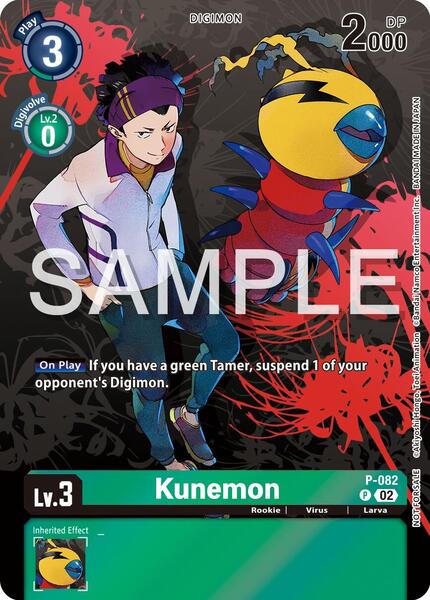 DIGIMON
Play
3
2000
DP
Digivolve
Lv.2
0
SAMPLE
On Play If you have a green Tamer, suspend 1 of your
opponent's Digimon.
©Akiyoshi Hongo, Toei Animation ©Bandai Namco Entertainment Inc. BANDAI MADE IN JAPAN
NOT FOR SALE
P-082
Lv.3
Kunemon
P 02
Rookie | Virus | Larva
Inherited Effect –